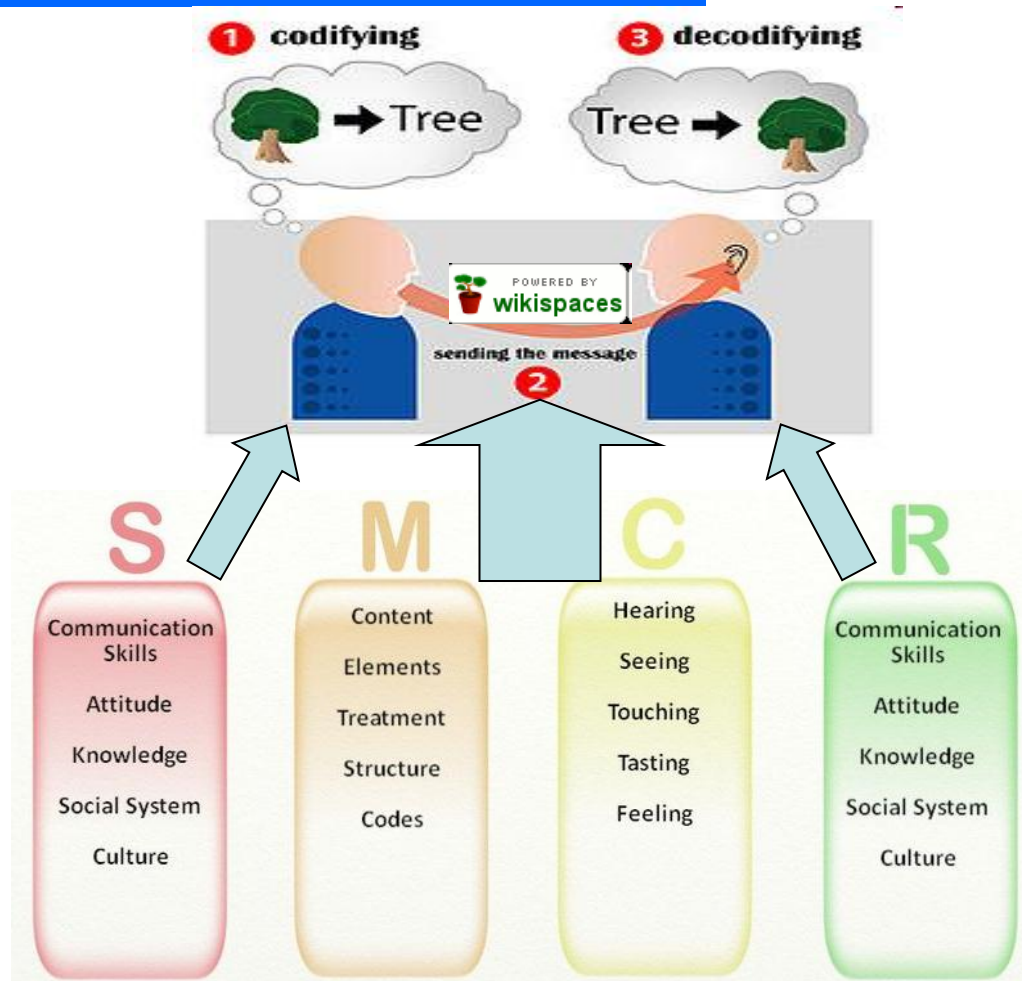 1 codifying
3 decodifying
Tree
Tree
POWERED BY
wikispaces
sending the message
2
S
M
C
R
Communication
Skills
Attitude
Knowledge
Social System
Culture
Content
Elements
Treatment
Structure
Codes
Hearing
Seeing
Touching
Tasting
Feeling
Communication
Skills
Attitude
Knowledge
Social System
Culture